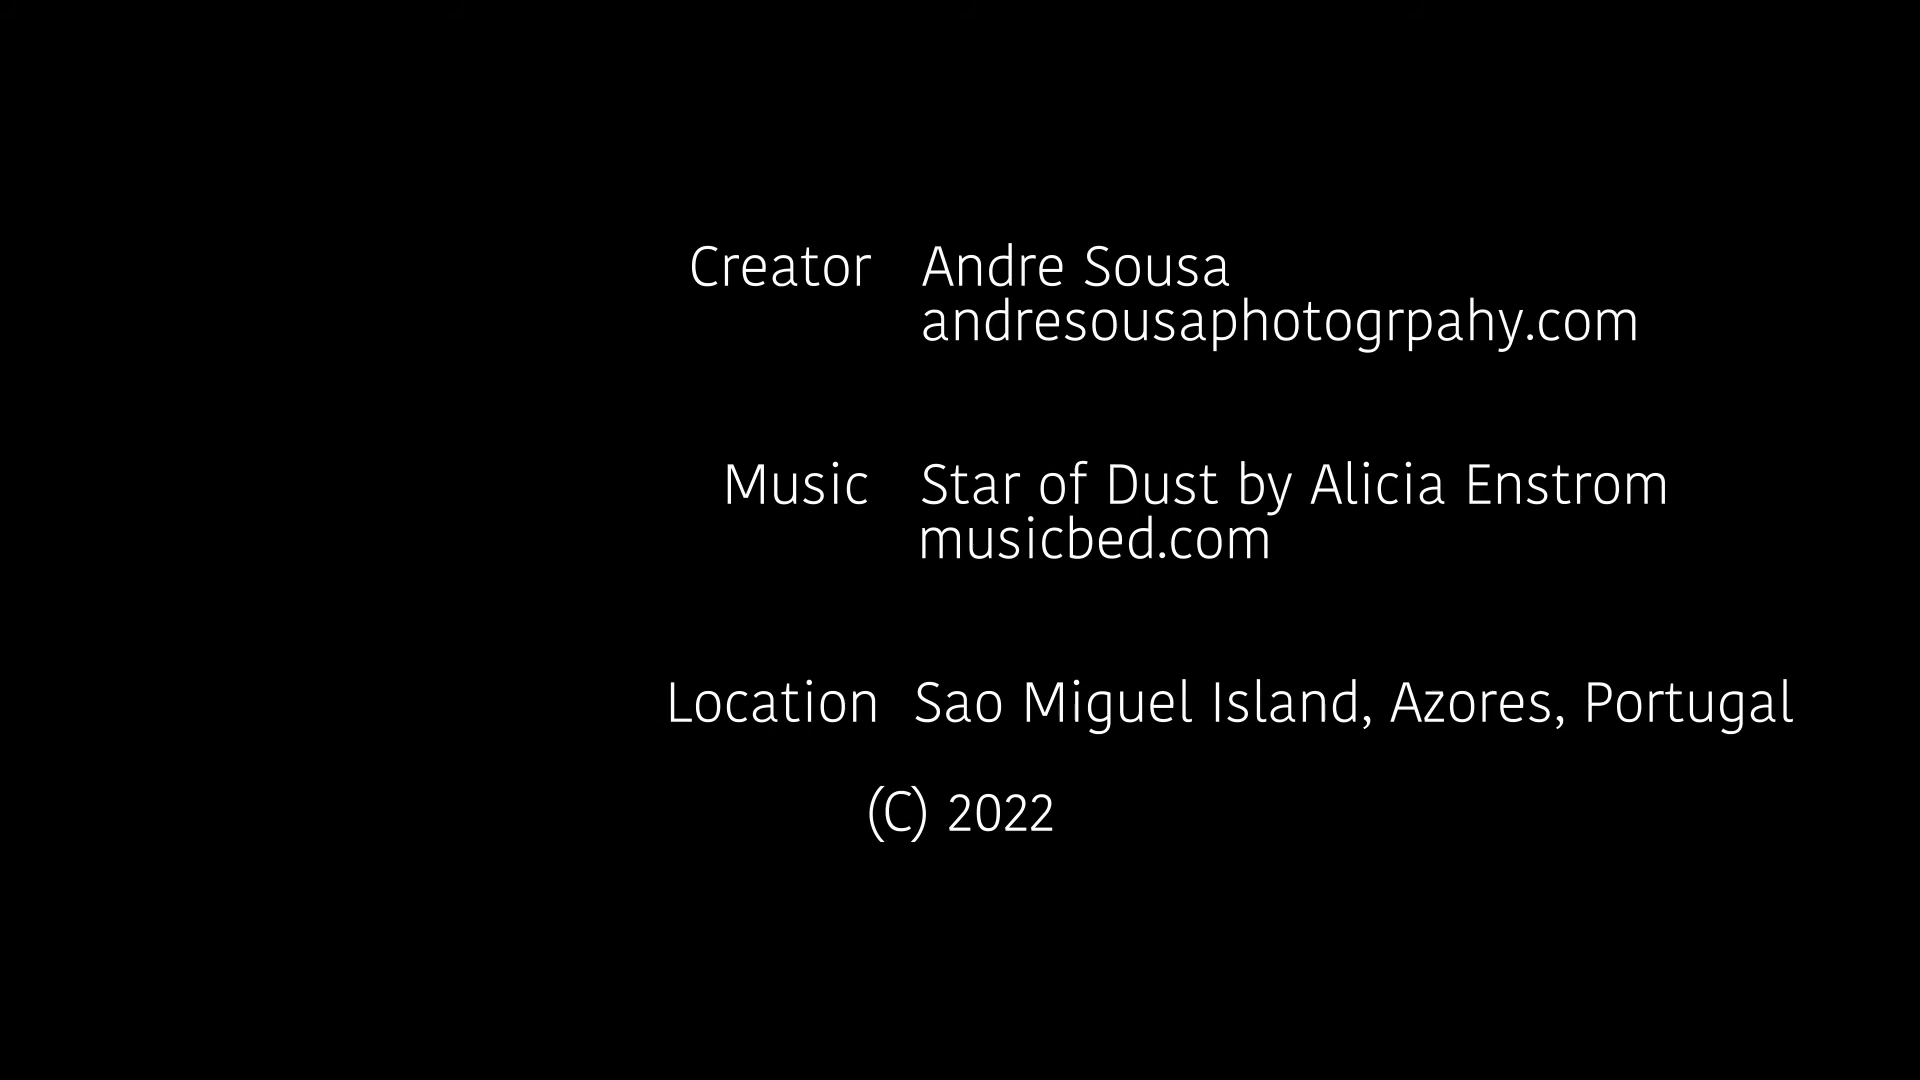 Creator Andre Sousa
andresousaphotogrpahy.com
Music Star of Dust by Alicia Enstrom
musicbed.com
Location Sao Miguel Island, Azores, Portugal
(C) 2022